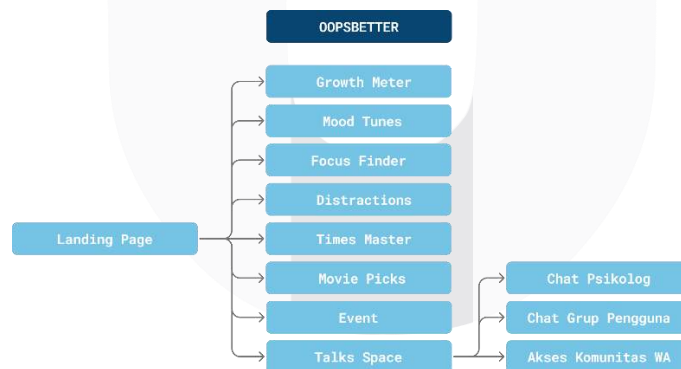 OOPSBETTER
Growth Meter
Mood Tunes
Focus Finder
Distractions
Landing Page
Times Master
Movie Picks
Chat Psikolog
Event
Chat Grup Pengguna
Talks Space
Akses Komunitas WA